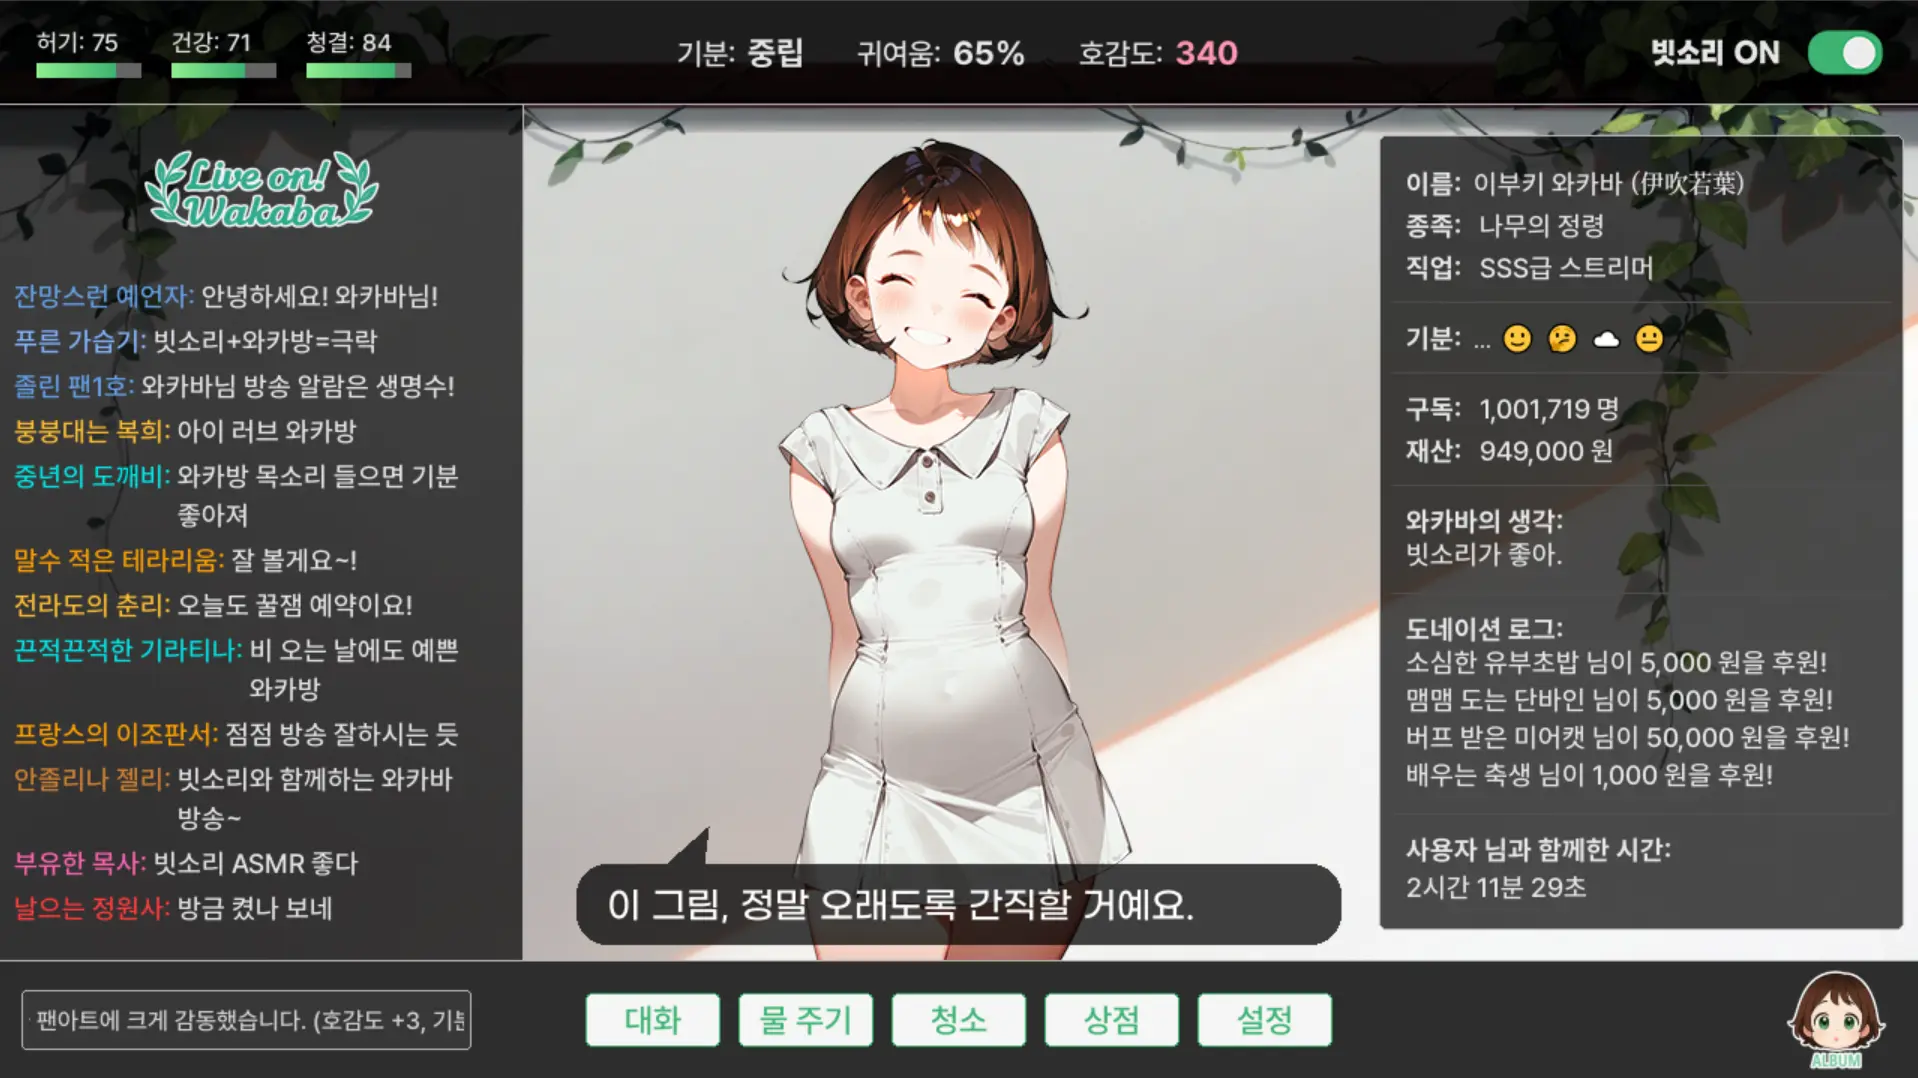 허기: 75 건강: 71 청결: 84
기분: 중립 귀여움: 65% 호감도: 340
빗소리 ON
Live on!
Wakaba
잔망스런 예언자: 안녕하세요! 와카바님!
푸른 가습기: 빗소리+와카방=극락
졸린 팬1호: 와카바님 방송 알람은 생명수!
붕붕대는 복희: 아이 러브 와카방
중년의 도깨비: 와카방 목소리 들으면 기분
좋아져
말수 적은 테라리움: 잘 볼게요~!
전라도의 춘리: 오늘도 꿀잼 예약이요!
끈적끈적한 기라티나: 비 오는 날에도 예쁜
와카방
프랑스의 이조판서: 점점 방송 잘하시는 듯
안졸리나 젤리: 빗소리와 함께하는 와카바
방송~
부유한 목사: 빗소리 ASMR 좋다
날으는 정원사: 방금 켰나 보네
이 그림, 정말 오래도록 간직할 거예요.
이름: 이부키 와카바 (伊吹若葉)
종족: 나무의 정령
직업: SSS급 스트리머
기분: ... 🙂 🤔 ☁️ 😐
구독: 1,001,719 명
재산: 949,000 원
와카바의 생각:
빗소리가 좋아.
도네이션 로그:
소심한 유부초밥 님이 5,000 원을 후원!
맴맴 도는 단바인 님이 5,000 원을 후원!
버프 받은 미어캣 님이 50,000 원을 후원!
배우는 축생 님이 1,000 원을 후원!
사용자 님과 함께한 시간:
2시간 11분 29초
팬아트에 크게 감동했습니다. (호감도 +3, 기분
대화 물 주기 청소 상점 설정
ALBUM